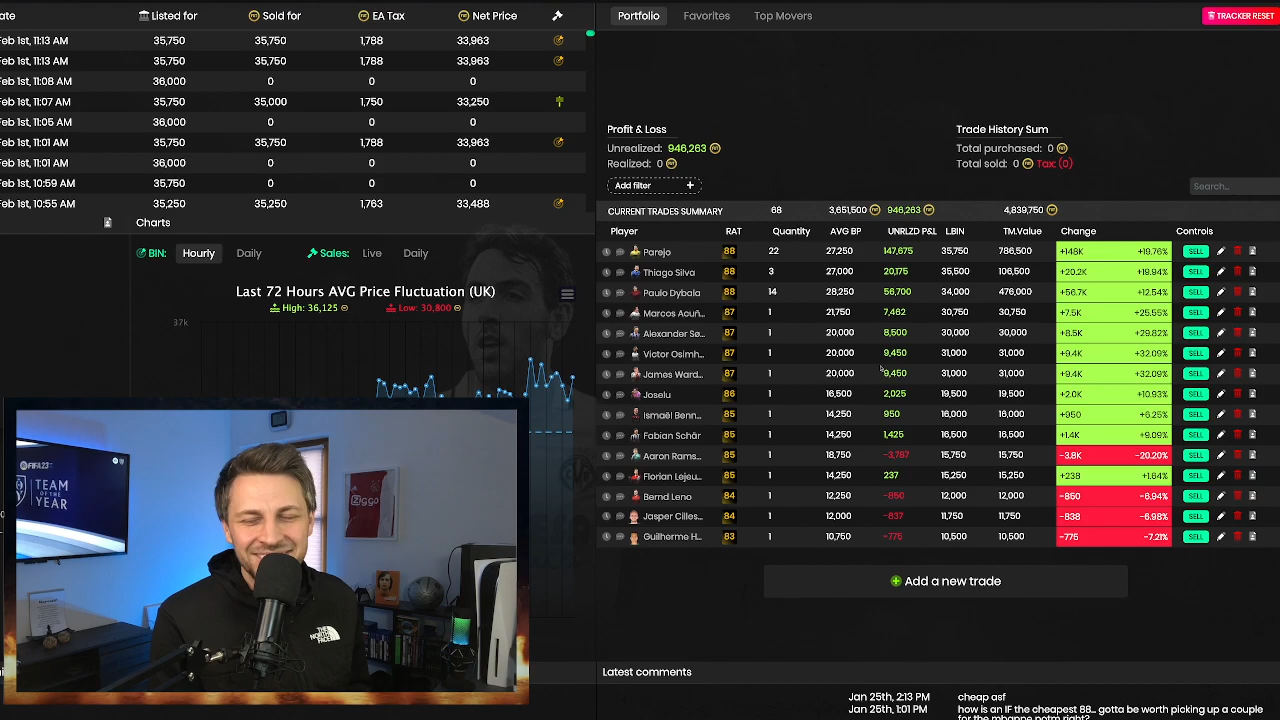 ate Listed for Sold for EA Tax Net Price
Feb 1st, 11:13 AM 35,750 35,750 1,788 33,963
Feb 1st, 11:13 AM 35,750 35,750 1,788 33,963
Feb 1st, 11:08 AM 36,000 0 0 0
Feb 1st, 11:07 AM 35,750 35,000 1,750 33,250
Feb 1st, 11:05 AM 36,000 0 0 0
Feb 1st, 11:01 AM 35,750 35,750 1,788 33,963
Feb 1st, 11:01 AM 36,000 0 0 0
Feb 1st, 10:59 AM 35,750 0 0 0
Feb 1st, 10:55 AM 35,250 35,250 1,763 33,488
Charts
BIN: Hourly Daily Sales: Live Daily
Last 72 Hours AVG Price Fluctuation (UK)
High: 36,125 Low: 30,800
37k
FIFA 23
TEAM
OF THE
YEAR
Ziggo
THE
NORTH
FACE
Portfolio Favorites Top Movers TRACKER RESET
Profit & Loss Trade History Sum
Unrealized: 946,263 Total purchased: 0
Realized: 0 Total sold: 0 Tax: (0)
Add filter + Search...
CURRENT TRADES SUMMARY 68 3,651,500 946,263 4,839,750
Player RAT Quantity AVG BP UNRLZD P&L LBIN TM.Value Change Controls
Parejo 88 22 27,250 147,675 35,750 786,500 +148K +19.76% SELL
Thiago Silva 88 3 27,000 20,175 35,500 106,500 +20.2K +19.94% SELL
Paulo Dybala 88 14 28,250 56,700 34,000 476,000 +56.7K +12.54% SELL
Marcos Acuñ... 87 1 21,750 7,462 30,750 30,750 +7.5K +25.55% SELL
Alexander Sø... 87 1 20,000 8,500 30,000 30,000 +8.5K +29.82% SELL
Victor Osimh... 87 1 20,000 9,450 31,000 31,000 +9.4K +32.09% SELL
James Ward... 87 1 20,000 9,450 31,000 31,000 +9.4K +32.09% SELL
Joselu 86 1 16,500 2,025 19,500 19,500 +2.0K +10.93% SELL
Ismaël Benn... 85 1 14,250 950 16,000 16,000 +950 +6.25% SELL
Fabian Schär 85 1 14,250 1,425 16,500 16,500 +1.4K +9.09% SELL
Aaron Rams... 85 1 18,750 -3,787 15,750 15,750 -3.8K -20.20% SELL
Florian Lejeu... 85 1 14,250 237 15,250 15,250 +238 +1.64% SELL
Bernd Leno 84 1 12,250 -850 12,000 12,000 -850 -6.94% SELL
Jasper Cilles... 84 1 12,000 -837 11,750 11,750 -838 -6.98% SELL
Guilherme H... 83 1 10,750 -775 10,500 10,500 -775 -7.21% SELL
Add a new trade
Latest comments
Jan 25th, 2:13 PM cheap asf
Jan 25th, 1:01 PM how is an IF the cheapest 88... gotta be worth picking up a couple
for the mbappe potm right?